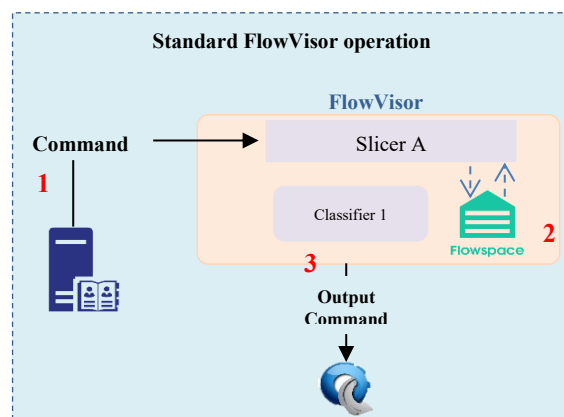 Standard FlowVisor operation
FlowVisor
Command
Slicer A
1
Classifier 1
2
Flowspace
3
Output
Command